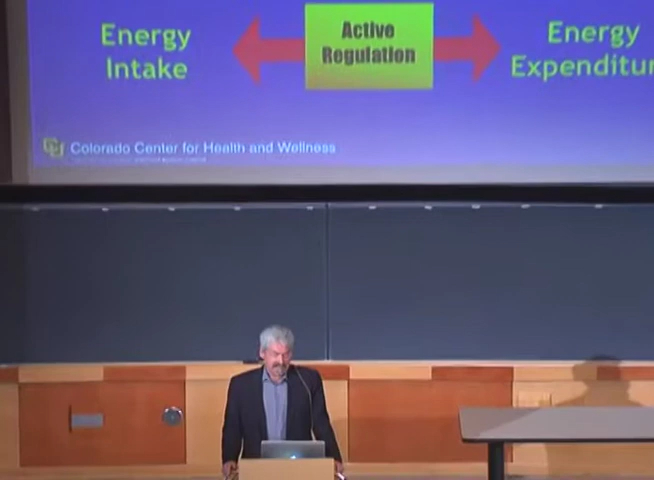 Energy
Intake
Active
Regulation
Energy
Expenditur
Colorado Center for Health and Wellness